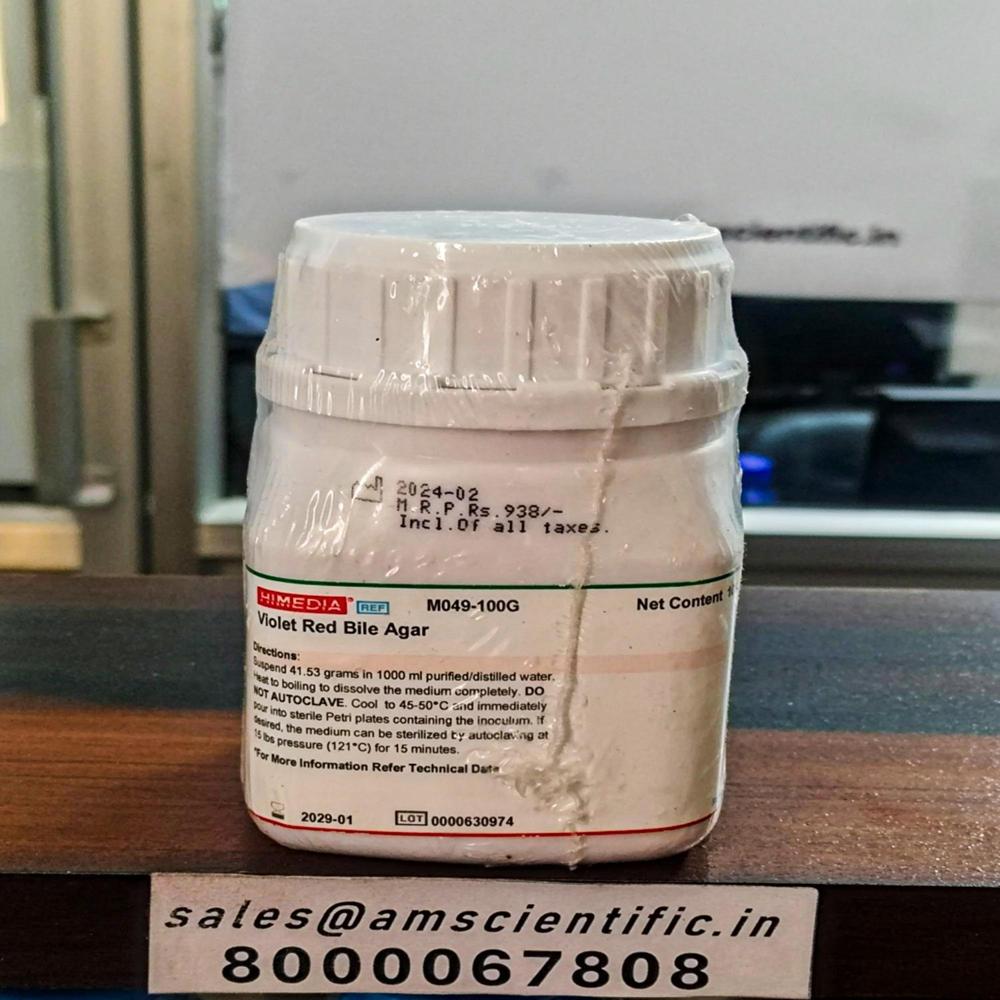 scientific.in
2024-02
M.R.P.Rs.938/-
Incl.Of all taxes.
HIMEDIA® REF M049-100G Net Content
Violet Red Bile Agar
Directions:
Suspend 41.53 grams in 1000 ml purified/distilled water.
Heat to boiling to dissolve the medium completely. DO
NOT AUTOCLAVE. Cool to 45-50°C and immediately
pour into sterile Petri plates containing the inoculum. If
desired, the medium can be sterilized by autoclaving at
15 lbs pressure (121°C) for 15 minutes.
*For More Information Refer Technical Data
2029-01 LOT 0000630974
sales@amscientific.in
8000067808